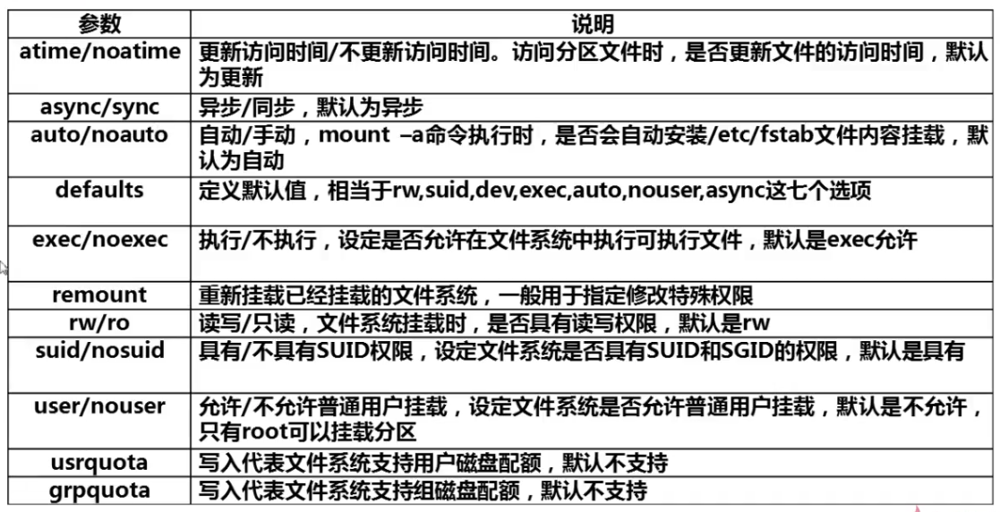 参数 说明
atime/noatime 更新访问时间/不更新访问时间。访问分区文件时，是否更新文件的访问时间，默认
为更新
async/sync 异步/同步，默认为异步
auto/noauto 自动/手动，mount –a命令执行时，是否会自动安装/etc/fstab文件内容挂载，默
认为自动
defaults 定义默认值，相当于rw,suid,dev,exec,auto,nouser,async这七个选项
exec/noexec 执行/不执行，设定是否允许在文件系统中执行可执行文件，默认是exec允许
remount 重新挂载已经挂载的文件系统，一般用于指定修改特殊权限
rw/ro 读写/只读，文件系统挂载时，是否具有读写权限，默认是rw
suid/nosuid 具有/不具有SUID权限，设定文件系统是否具有SUID和SGID的权限，默认是具有
user/nouser 允许/不允许普通用户挂载，设定文件系统是否允许普通用户挂载，默认是不允许，
只有root可以挂载分区
usrquota 写入代表文件系统支持用户磁盘配额，默认不支持
grpquota 写入代表文件系统支持组磁盘配额，默认不支持